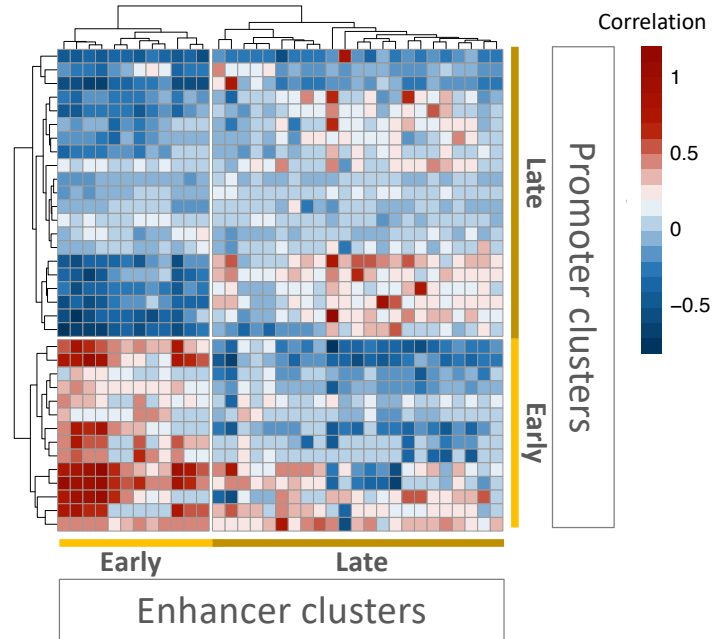 Correlation
1
0.5
0
−0.5
Late
Early
Promoter clusters
Early
Late
Enhancer clusters